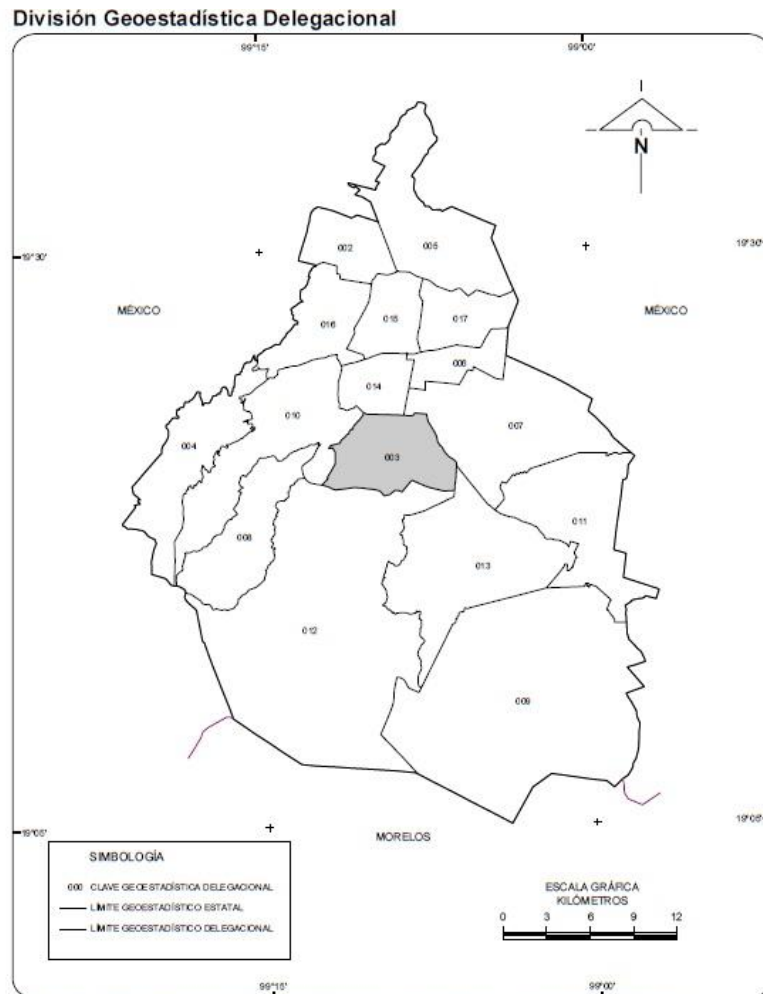 División Geoestadística Delegacional
99°15'
99°00'
N
19°30'
19°30'
002
005
MÉXICO
MÉXICO
016
015
017
006
014
010
007
004
003
011
008
013
012
009
19°05'
19°05'
MORELOS
SIMBOLOGÍA
000 CLAVE GEOESTADÍSTICA DELEGACIONAL
LÍMITE GEOESTADÍSTICO ESTATAL
LÍMITE GEOESTADÍSTICO DELEGACIONAL
ESCALA GRÁFICA
KILÓMETROS
0 3 6 9 12
99°15'
99°00'